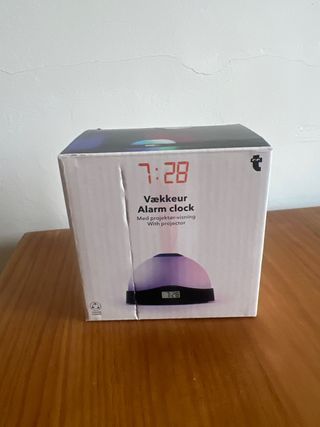 7:28
Vækkeur
Alarm clock
Med projektor-visning
With projector